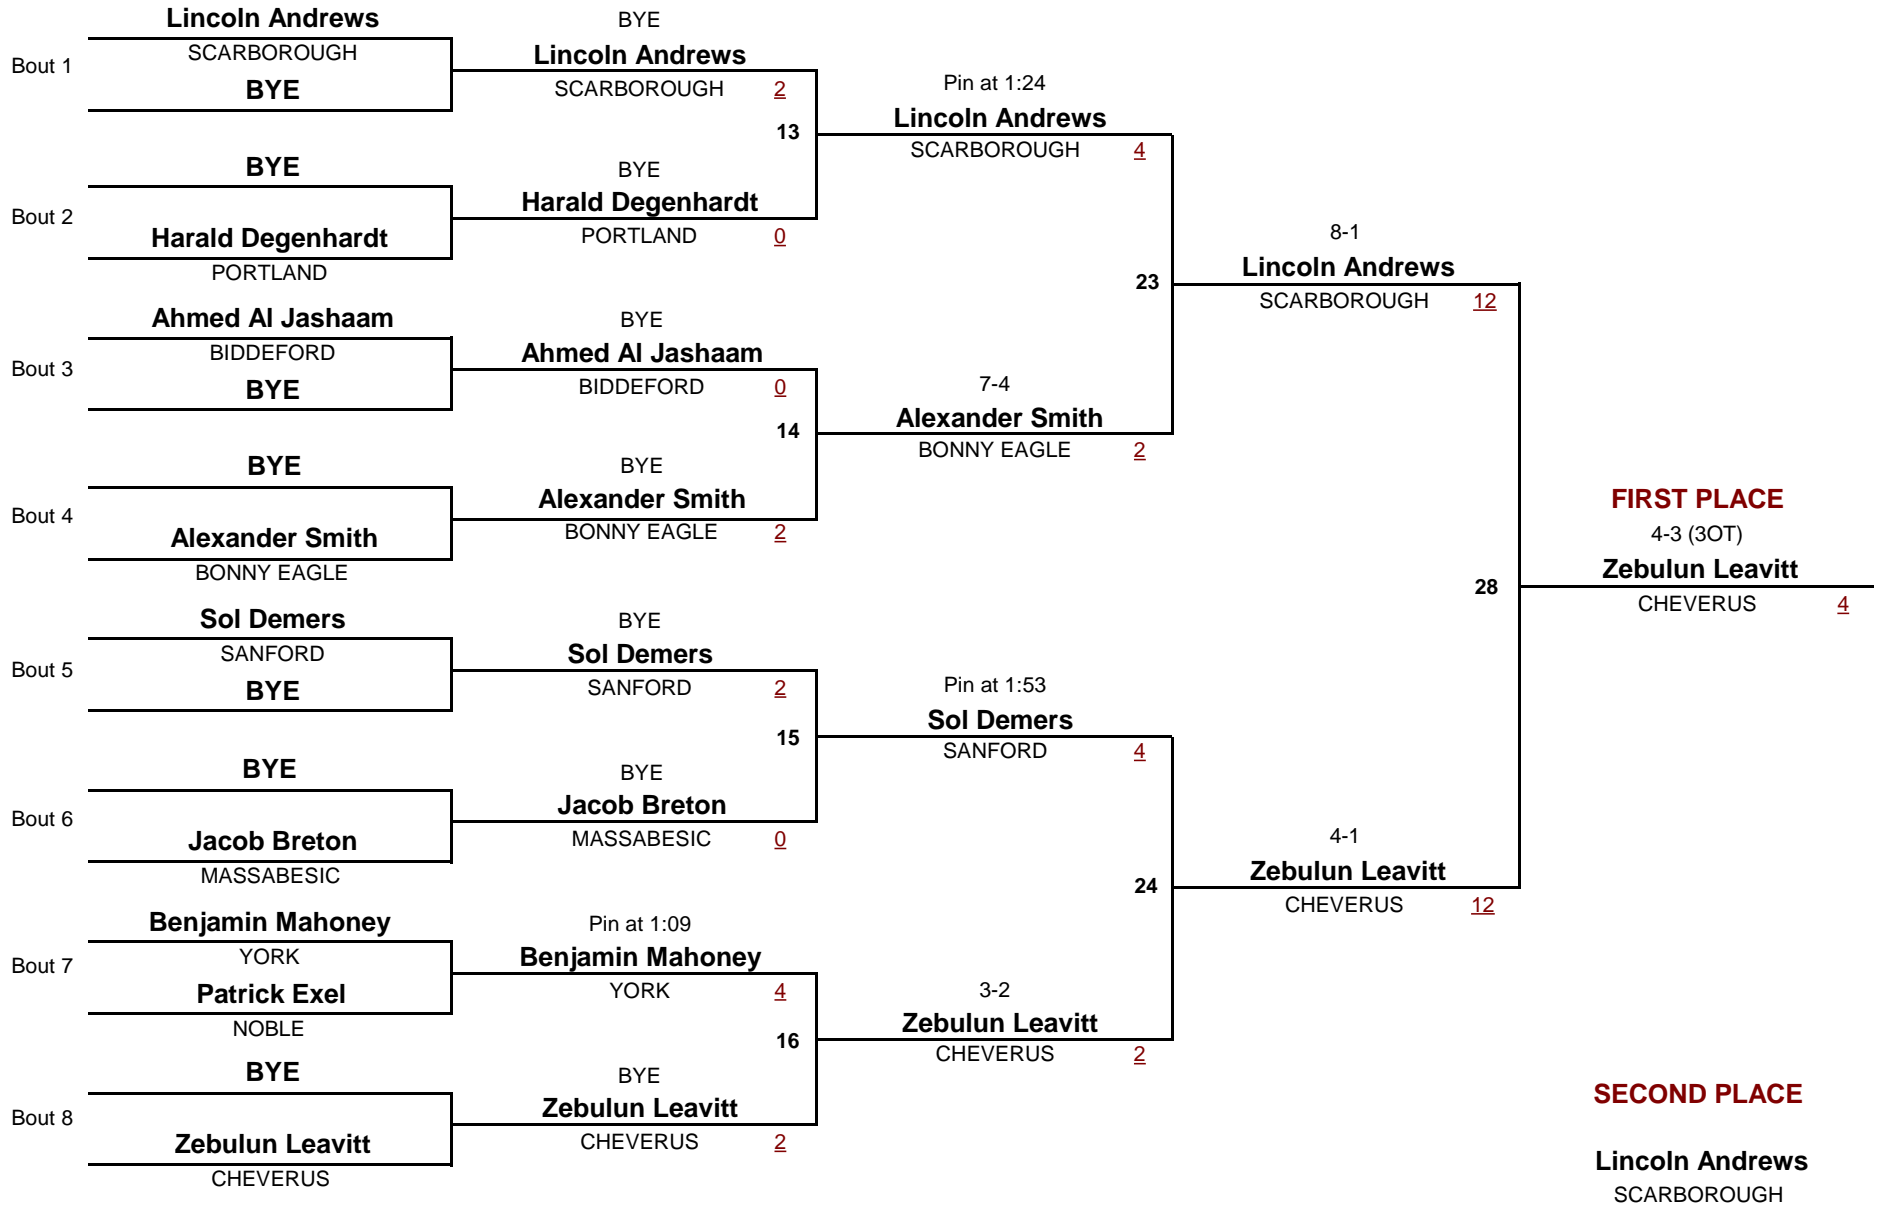 Lincoln Andrews
Bout 1
SCARBOROUGH
BYE
BYE
Bout 2
Harald Degenhardt
PORTLAND
Ahmed Al Jashaam
Bout 3
BIDDEFORD
BYE
BYE
Bout 4
Alexander Smith
BONNY EAGLE
Sol Demers
Bout 5
SANFORD
BYE
BYE
Bout 6
Jacob Breton
MASSABESIC
Benjamin Mahoney
Bout 7
YORK
Patrick Exel
NOBLE
BYE
Bout 8
Zebulun Leavitt
CHEVERUS
BYE
Lincoln Andrews
SCARBOROUGH 2
13
BYE
Harald Degenhardt
PORTLAND 0
BYE
Ahmed Al Jashaam
BIDDEFORD 0
14
BYE
Alexander Smith
BONNY EAGLE 2
BYE
Sol Demers
SANFORD 2
15
BYE
Jacob Breton
MASSABESIC 0
Pin at 1:09
Benjamin Mahoney
YORK 4
16
BYE
Zebulun Leavitt
CHEVERUS 2
Pin at 1:24
Lincoln Andrews
SCARBOROUGH 4
23
7-4
Alexander Smith
BONNY EAGLE 2
Pin at 1:53
Sol Demers
SANFORD 4
24
3-2
Zebulun Leavitt
CHEVERUS 2
8-1
Lincoln Andrews
SCARBOROUGH 12
28
4-1
Zebulun Leavitt
CHEVERUS 12
FIRST PLACE
4-3 (3OT)
Zebulun Leavitt
CHEVERUS 4
SECOND PLACE
Lincoln Andrews
SCARBOROUGH